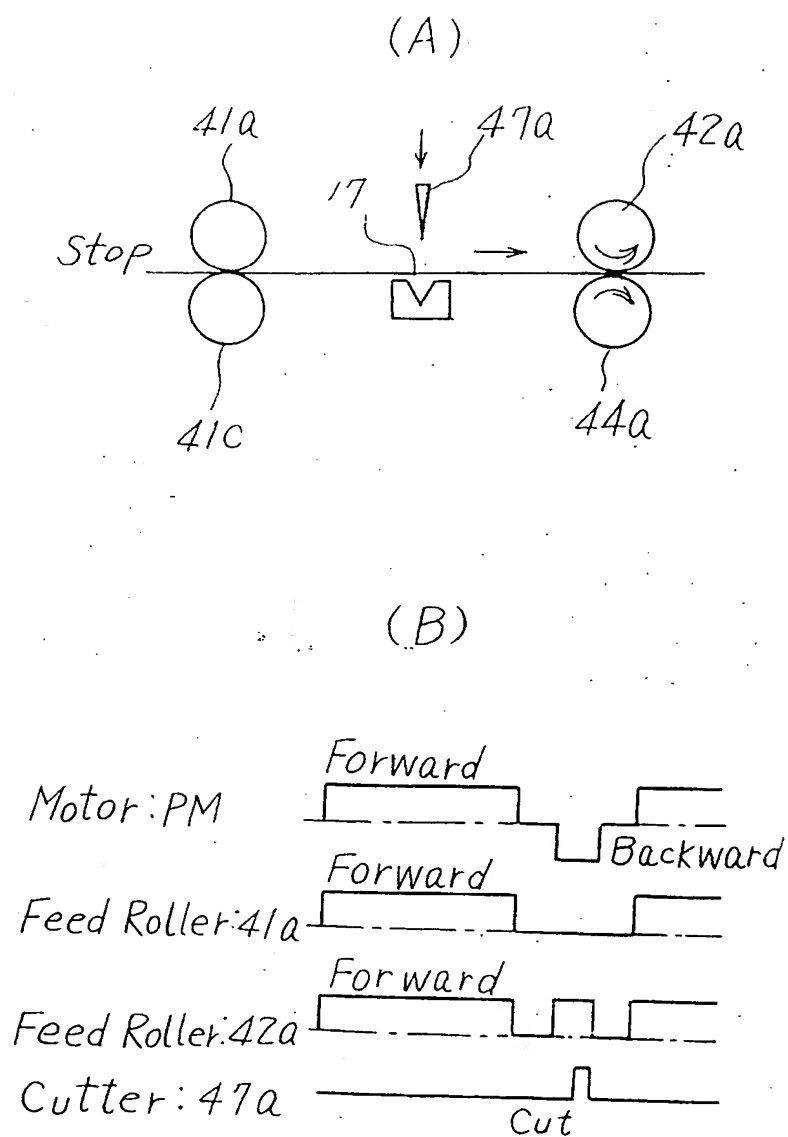 (A)
41a
47a
42a
17
Stop
41c
44a
(B)
Forward
Motor:PM
Backward
Forward
Feed Roller:41a
Forward
Feed Roller:42a
Cutter:47a
Cut